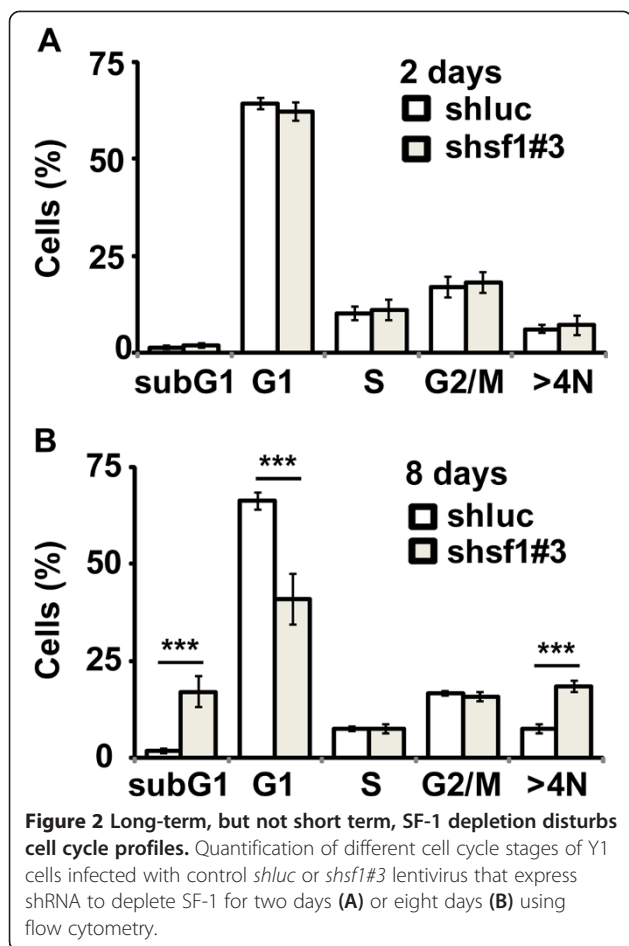 A
75
50
25
0
Cells (%)
2 days
shluc
shsf1#3
subG1 G1 S G2/M >4N
B
75
50
25
0
Cells (%)
***
***
***
8 days
shluc
shsf1#3
subG1 G1 S G2/M >4N
Figure 2 Long-term, but not short term, SF-1 depletion disturbs
cell cycle profiles. Quantification of different cell cycle stages of Y1
cells infected with control shluc or shsf1#3 lentivirus that express
shRNA to deplete SF-1 for two days (A) or eight days (B) using
flow cytometry.